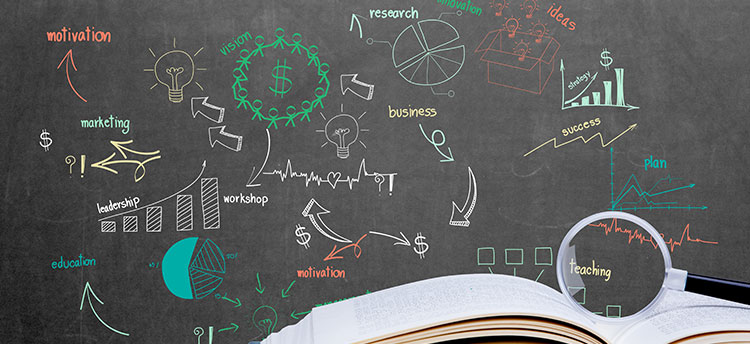 innovation
ideas
research
motivation
vision
$
$
strategy
business
marketing
success
$
?!
plan
?!
leadership
workshop
$
$
motivation
education
teaching
?!